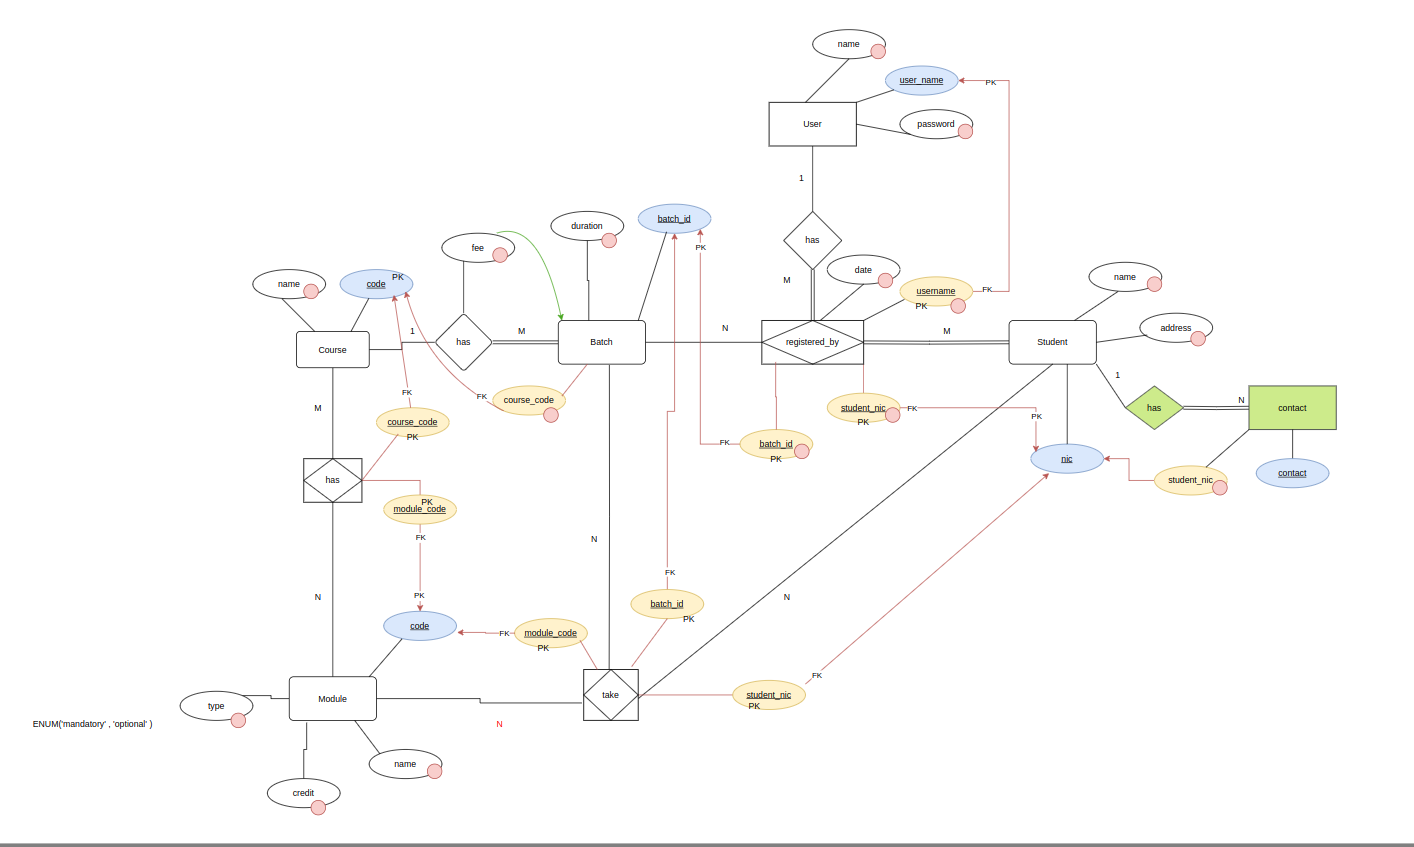 name
user_name
PK
User
password
1
batch_id
duration
has
fee
PK
date
name
PK
M
name
code
username
FK
PK
address
1
M
N
M
Course
has
Batch
registered_by
Student
1
FK
FK
course_code
N
has
contact
M
student_nic
FK
PK
course_code
PK
PK
FK
batch_id
PK
nic
student_nic
contact
has
PK
module_code
FK
N
FK
PK
N
N
batch_id
PK
code
FK
module_code
PK
FK
Module
take
student_nic
PK
type
ENUM('mandatory' , 'optional' )
N
name
credit